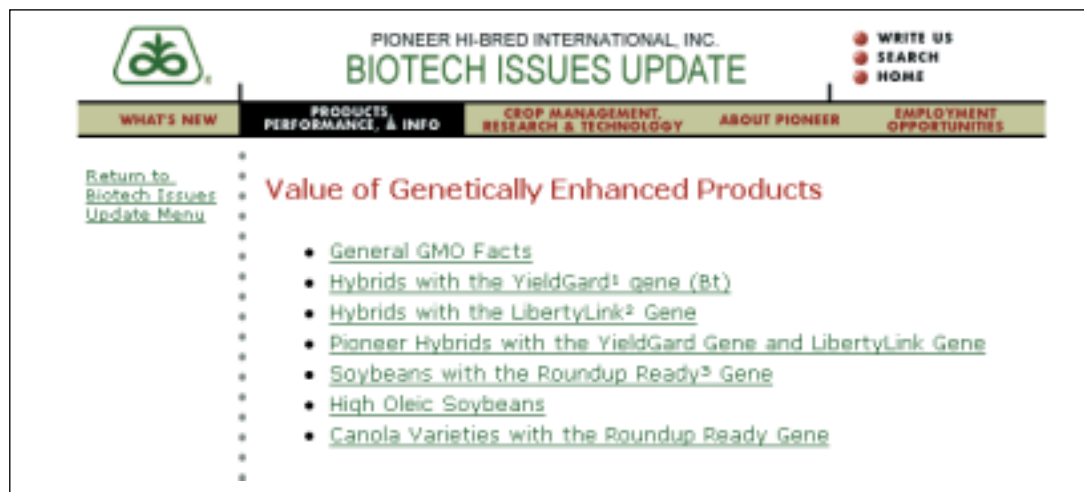 PIONEER HI-BRED INTERNATIONAL, INC.
BIOTECH ISSUES UPDATE
WRITE US
SEARCH
HOME
WHAT'S NEW
PRODUCTS,
PERFORMANCE, & INFO
CROP MANAGEMENT,
RESEARCH & TECHNOLOGY
ABOUT PIONEER
EMPLOYMENT
OPPORTUNITIES
Return to
Biotech Issues
Update Menu
Value of Genetically Enhanced Products
• General GMO Facts
• Hybrids with the YieldGard¹ gene (Bt)
• Hybrids with the LibertyLink² Gene
• Pioneer Hybrids with the YieldGard Gene and LibertyLink Gene
• Soybeans with the Roundup Ready³ Gene
• High Oleic Soybeans
• Canola Varieties with the Roundup Ready Gene